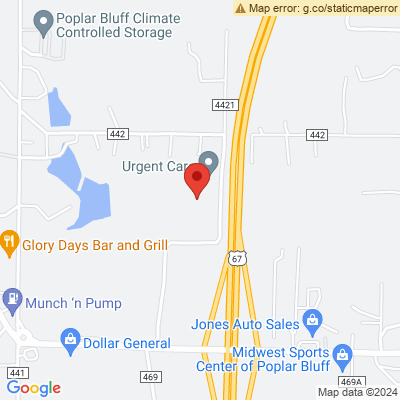 Map error: g.co/staticmaperror
Poplar Bluff Climate
Controlled Storage
4421
442
442
Urgent Care
Glory Days Bar and Grill
67
Munch 'n Pump
Jones Auto Sales
Dollar General
Midwest Sports
Center of Poplar Bluff
441
469
469A
Google
Map data ©2024